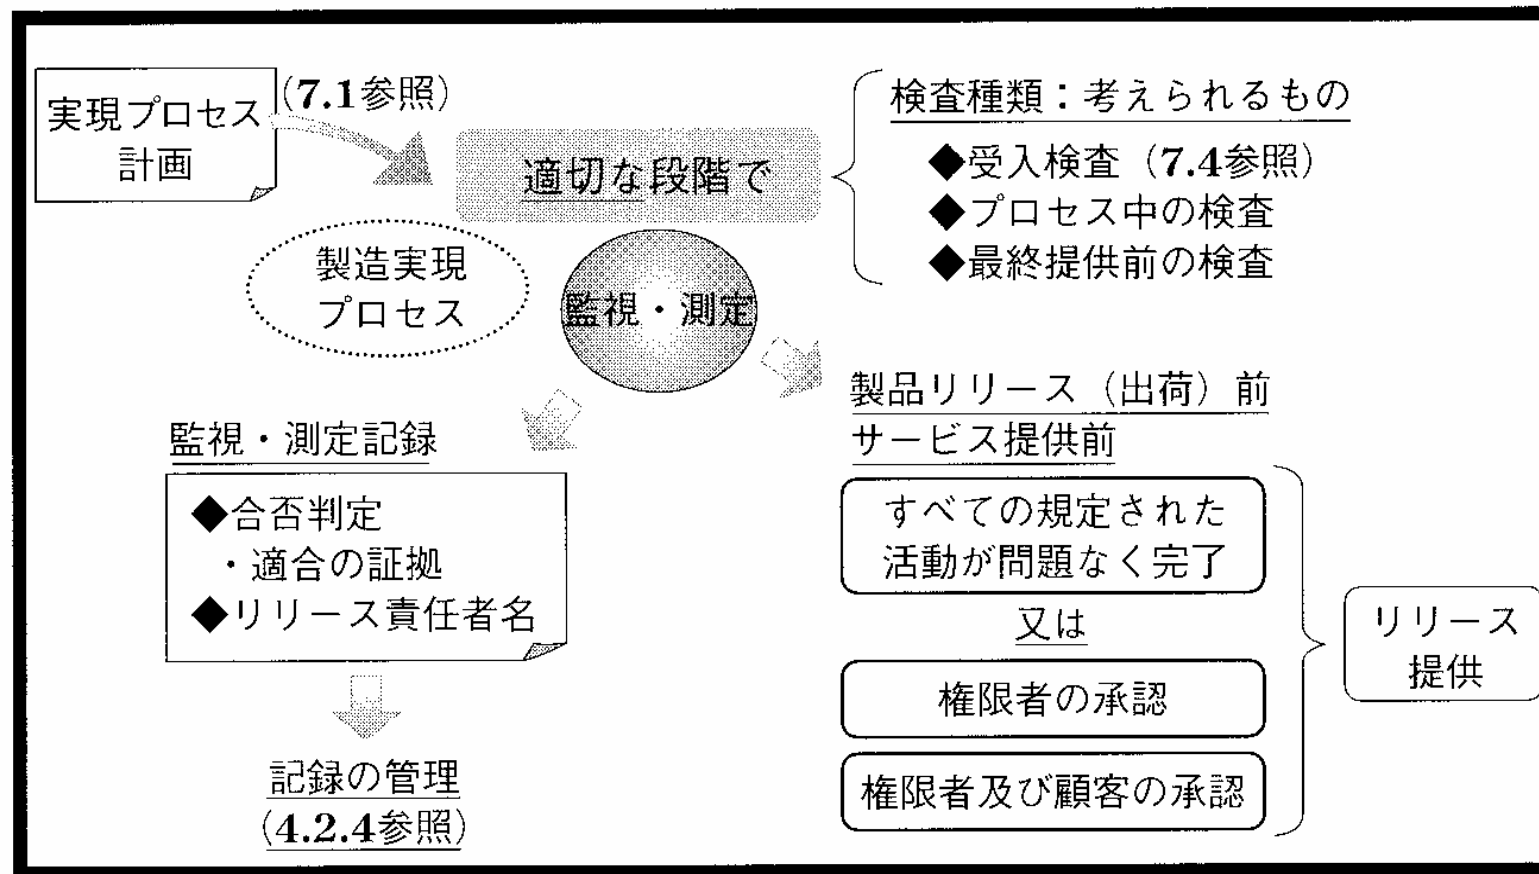 実現プロセス
計画
(7.1参照)
適切な段階で
検査種類：考えられるもの
◆受入検査（7.4参照）
◆プロセス中の検査
◆最終提供前の検査
製造実現
プロセス
監視・測定
監視・測定記録
◆合否判定
・適合の証拠
◆リリース責任者名
記録の管理
(4.2.4参照)
製品リリース（出荷）前
サービス提供前
すべての規定された
活動が問題なく完了
又は
権限者の承認
権限者及び顧客の承認
リリース
提供